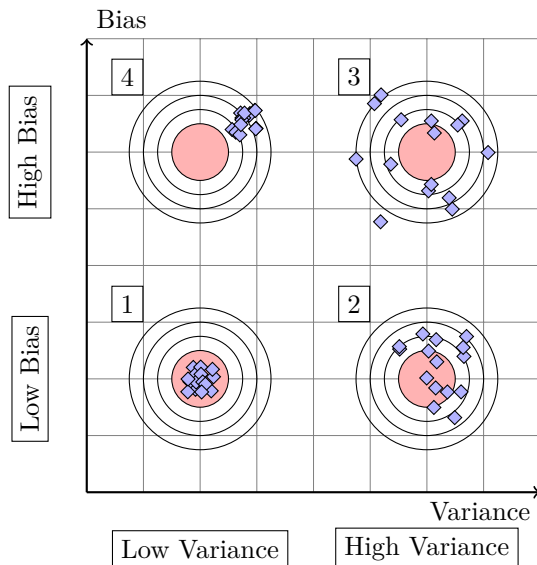 Bias
4
3
High Bias
1
2
Low Bias
Variance
Low Variance
High Variance